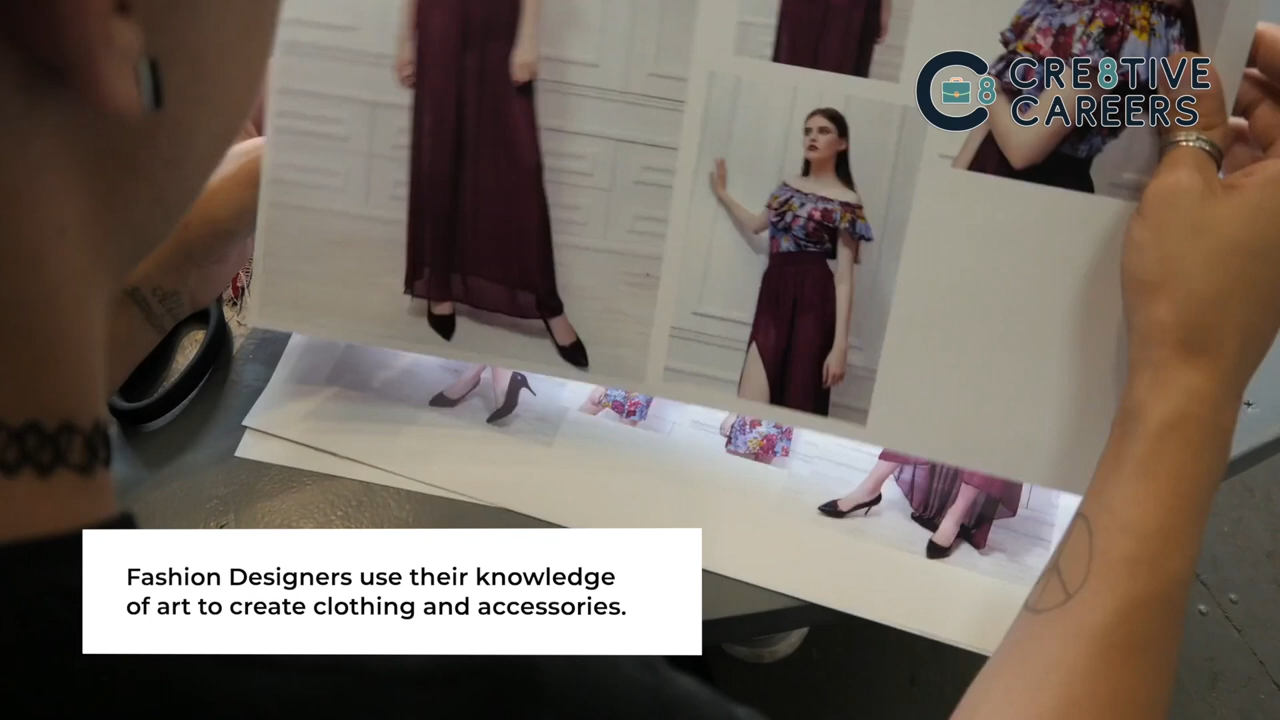 CRE8TIVE
CAREERS
Fashion Designers use their knowledge
of art to create clothing and accessories.